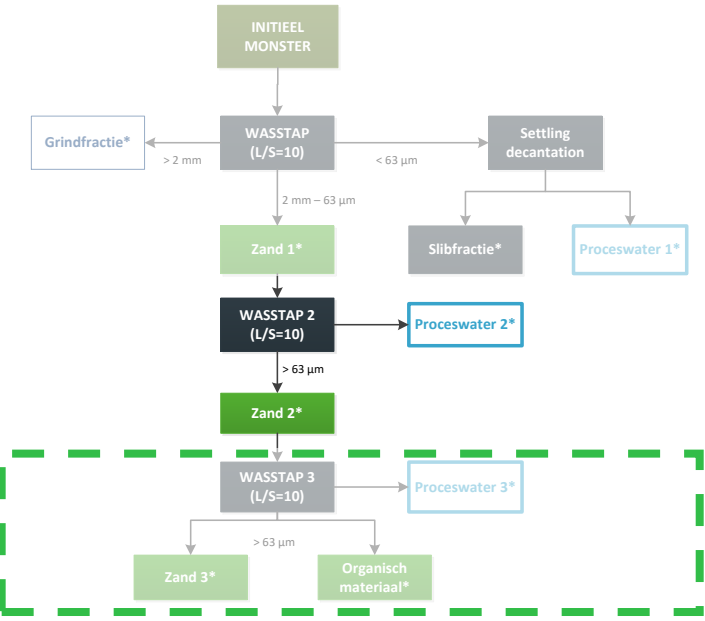 INITIEEL
MONSTER
Grindfractie*
> 2 mm
WASSTAP
(L/S=10)
< 63 µm
Settling
decantation
2 mm – 63 µm
Zand 1*
Slibfractie*
Proceswater 1*
WASSTAP 2
(L/S=10)
Proceswater 2*
> 63 µm
Zand 2*
WASSTAP 3
(L/S=10)
Proceswater 3*
> 63 µm
Zand 3*
Organisch
materiaal*